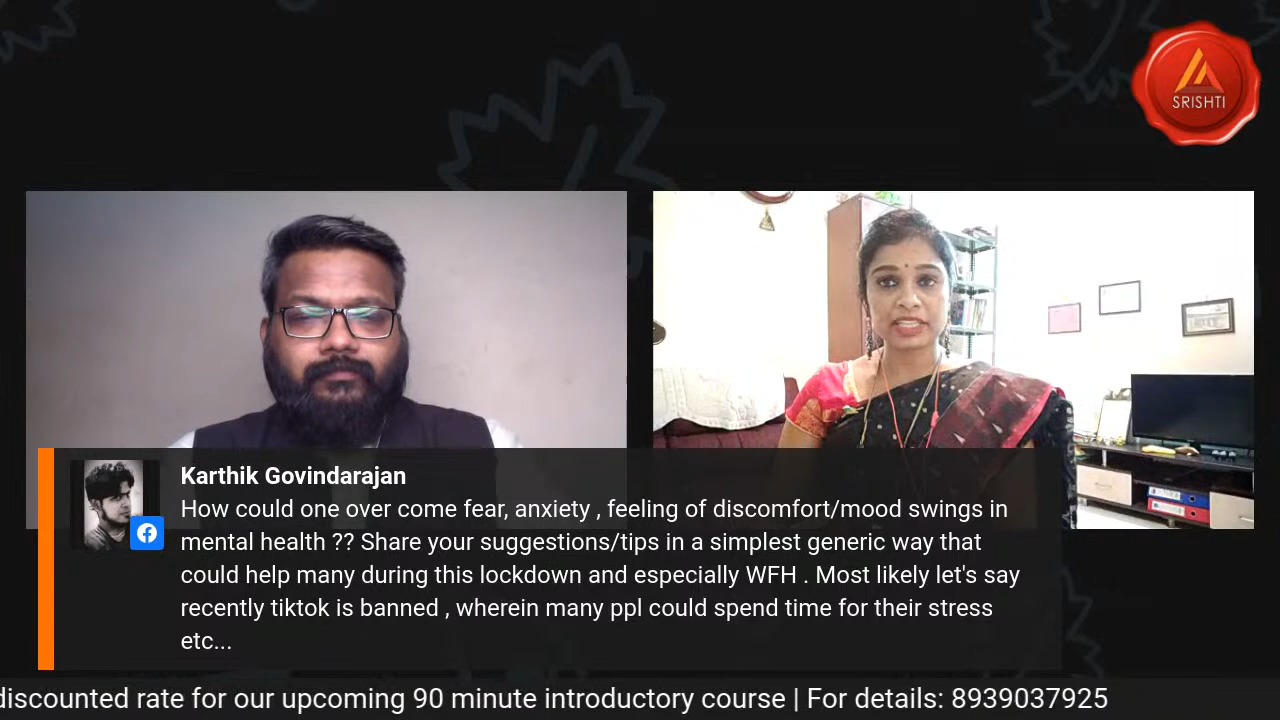 SRISHTI
Karthik Govindarajan
How could one over come fear, anxiety , feeling of discomfort/mood swings in
mental health ?? Share your suggestions/tips in a simplest generic way that
could help many during this lockdown and especially WFH . Most likely let's say
recently tiktok is banned , wherein many ppl could spend time for their stress
etc...
discounted rate for our upcoming 90 minute introductory course | For details: 8939037925